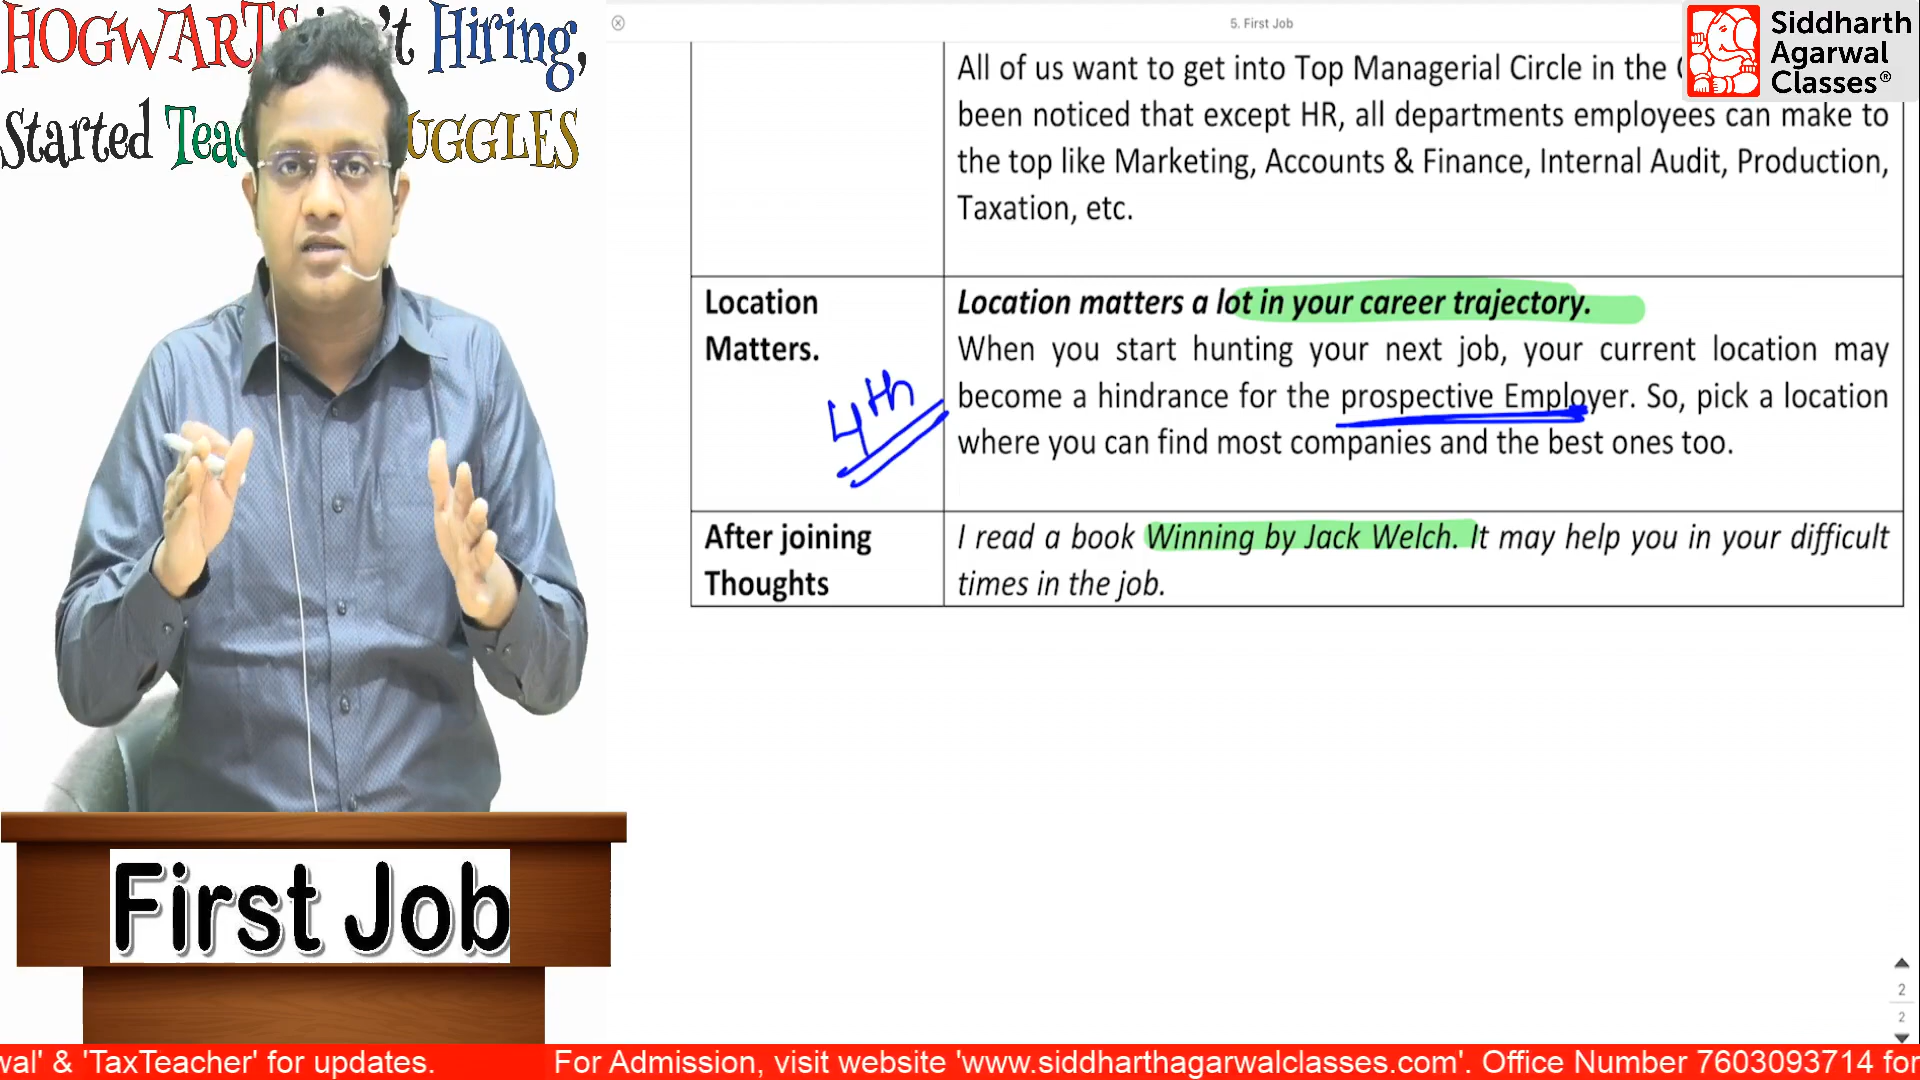 HOGWARTS isn't Hiring,
Started Teac UGGLES
5. First Job
Siddharth
Agarwal
Classes®
All of us want to get into Top Managerial Circle in the
been noticed that except HR, all departments employees can make to
the top like Marketing, Accounts & Finance, Internal Audit, Production,
Taxation, etc.
Location
Matters.
4th
Location matters a lot in your career trajectory.
When you start hunting your next job, your current location may
become a hindrance for the prospective Employer. So, pick a location
where you can find most companies and the best ones too.
After joining
Thoughts
I read a book Winning by Jack Welch. It may help you in your difficult
times in the job.
First Job
2
2
wal' & 'TaxTeacher' for updates. For Admission, visit website 'www.siddharthagarwalclasses.com'. Office Number 7603093714 for